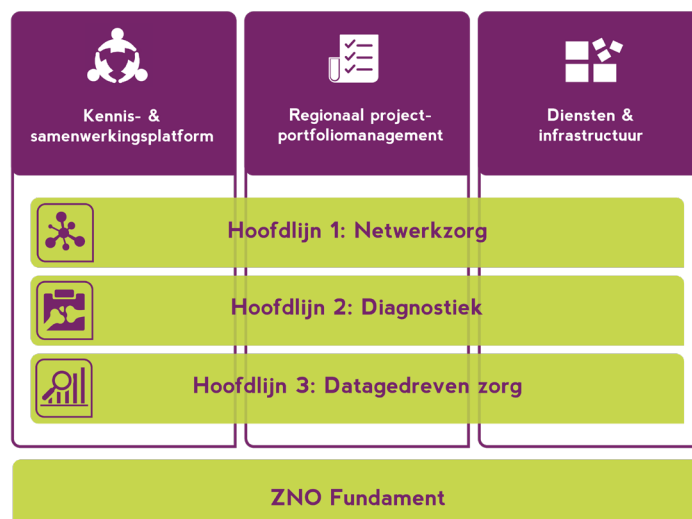 Kennis- &
samenwerkingsplatform
Regionaal project-
portfoliomanagement
Diensten &
infrastructuur
Hoofdlijn 1: Netwerkzorg
Hoofdlijn 2: Diagnostiek
Hoofdlijn 3: Datagedreven zorg
ZNO Fundament